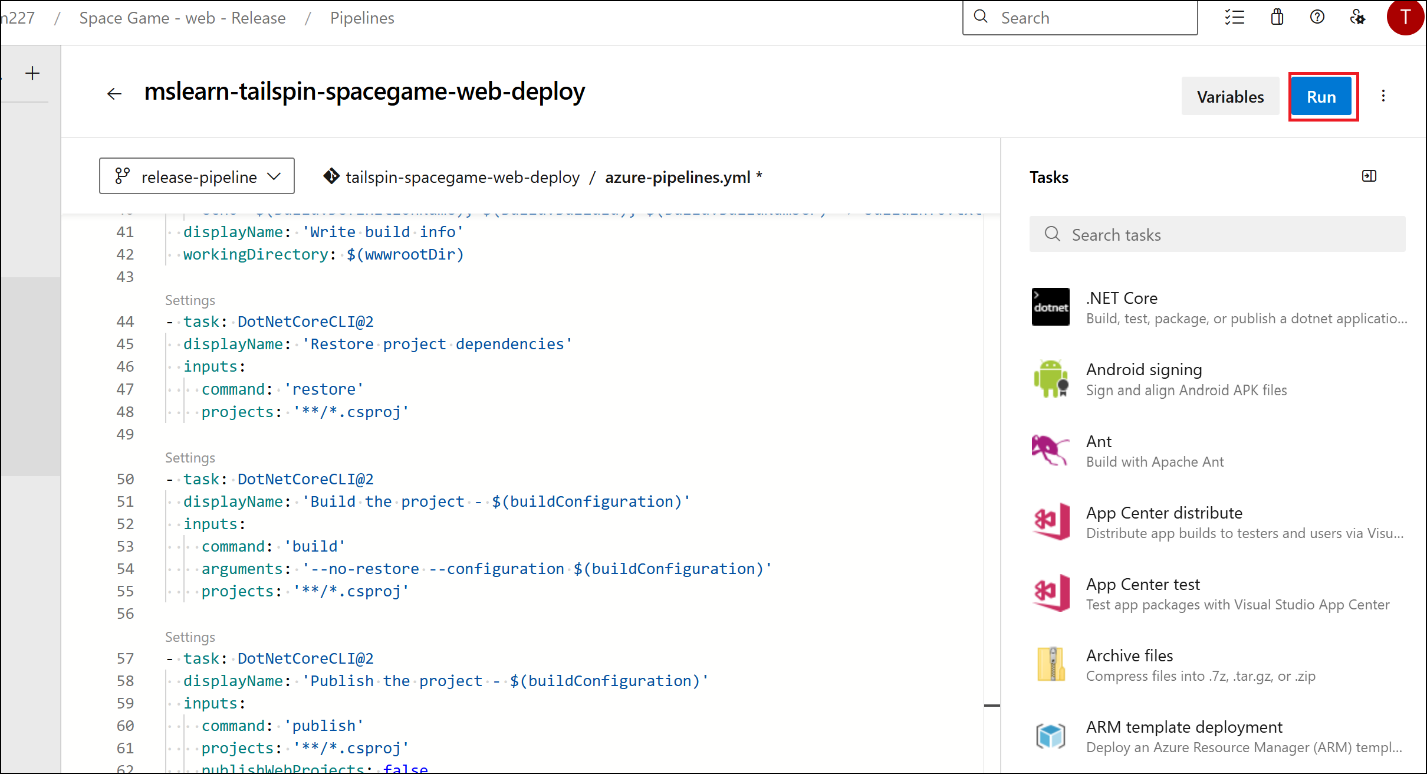 n227 / Space Game - web - Release / Pipelines
Search
T
mslearn-tailspin-spacegame-web-deploy
Variables
Run
release-pipeline
tailspin-spacegame-web-deploy / azure-pipelines.yml *
41 displayName: 'Write build info'
42 workingDirectory: $(wwwrootDir)
43
Settings
44 - task: DotNetCoreCLI@2
45 displayName: 'Restore project dependencies'
46 inputs:
47 command: 'restore'
48 projects: '**/*.csproj'
49
Settings
50 - task: DotNetCoreCLI@2
51 displayName: 'Build the project - $(buildConfiguration)'
52 inputs:
53 command: 'build'
54 arguments: '--no-restore --configuration $(buildConfiguration)'
55 projects: '**/*.csproj'
56
Settings
57 - task: DotNetCoreCLI@2
58 displayName: 'Publish the project - $(buildConfiguration)'
59 inputs:
60 command: 'publish'
61 projects: '**/*.csproj'
62 publishWebProjects: false
Tasks
Search tasks
dotnet
.NET Core
Build, test, package, or publish a dotnet applicatio...
Android signing
Sign and align Android APK files
Ant
Build with Apache Ant
App Center distribute
Distribute app builds to testers and users via Visu...
App Center test
Test app packages with Visual Studio App Center
Archive files
Compress files into .7z, .tar.gz, or .zip
ARM template deployment
Deploy an Azure Resource Manager (ARM) templ...